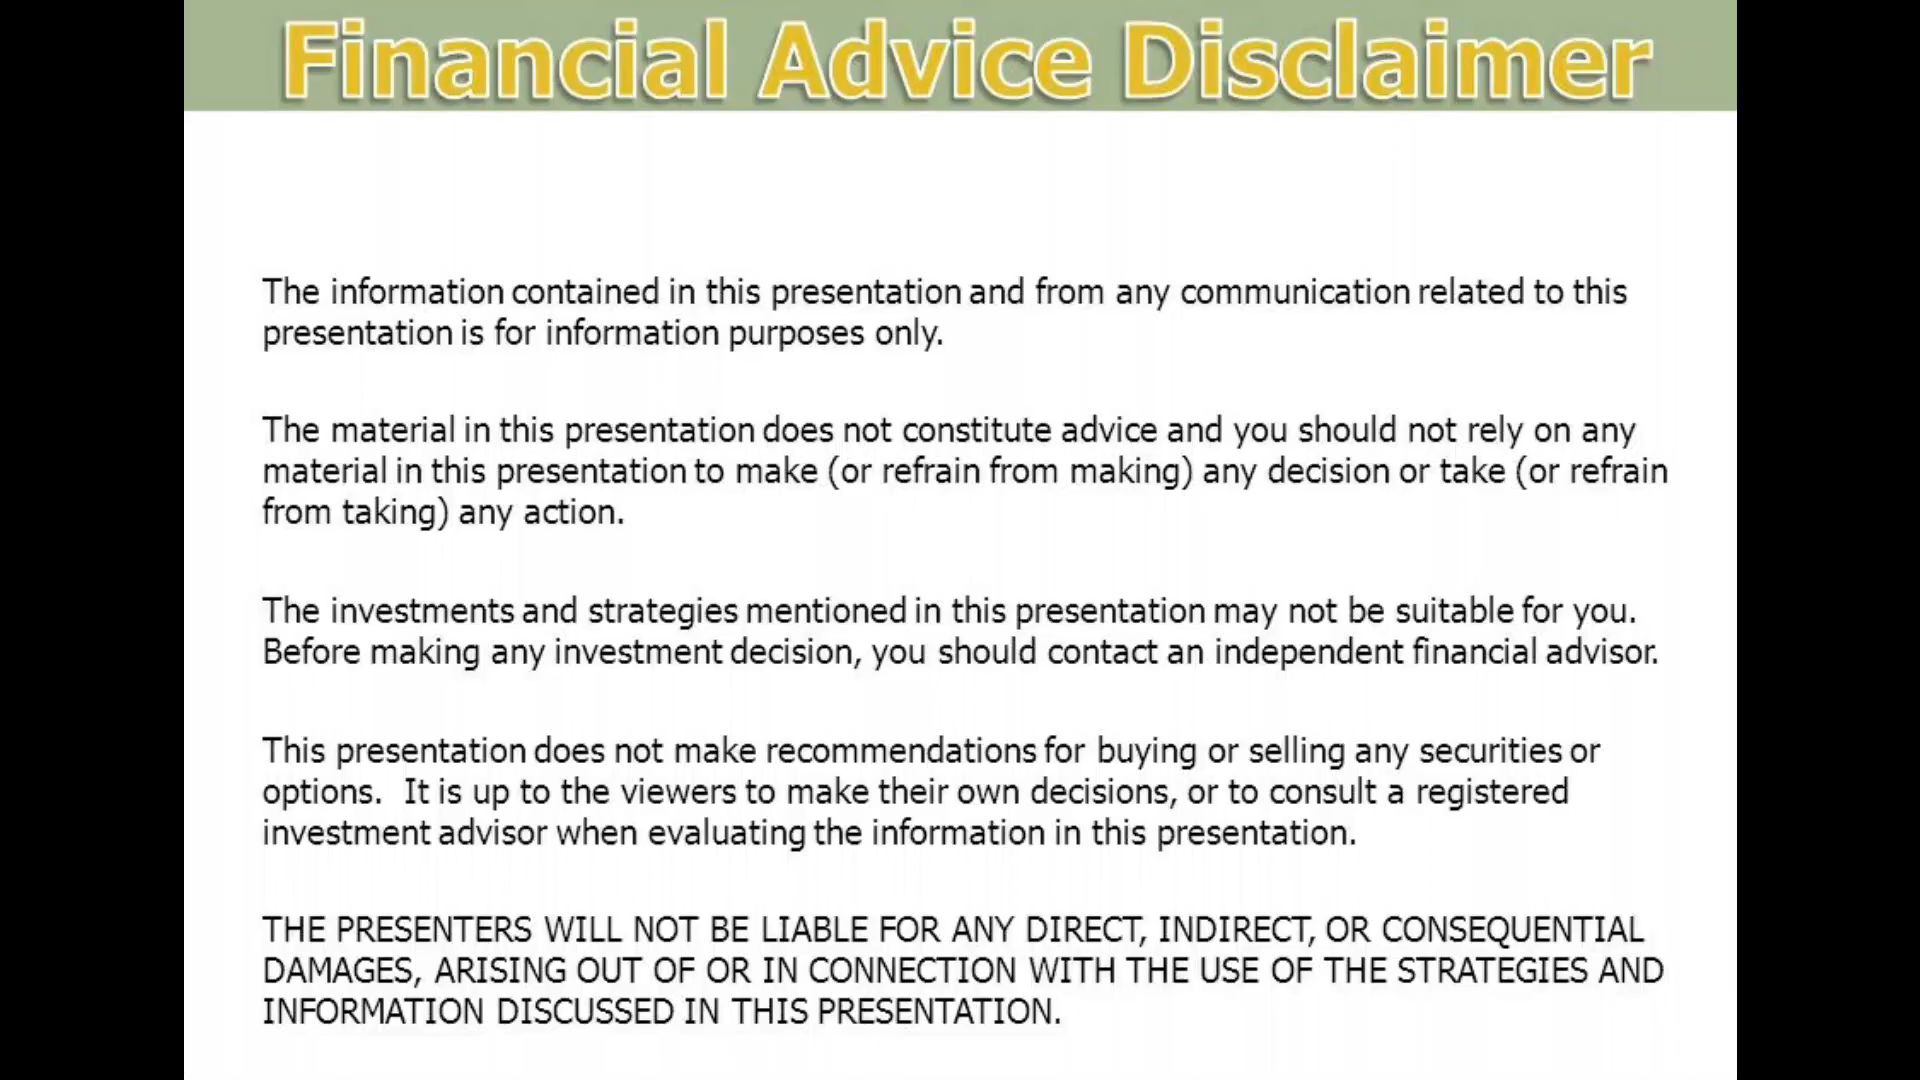 Financial Advice Disclaimer
The information contained in this presentation and from any communication related to this
presentation is for information purposes only.
The material in this presentation does not constitute advice and you should not rely on any
material in this presentation to make (or refrain from making) any decision or take (or refrain
from taking) any action.
The investments and strategies mentioned in this presentation may not be suitable for you.
Before making any investment decision, you should contact an independent financial advisor.
This presentation does not make recommendations for buying or selling any securities or
options.  It is up to the viewers to make their own decisions, or to consult a registered
investment advisor when evaluating the information in this presentation.
THE PRESENTERS WILL NOT BE LIABLE FOR ANY DIRECT, INDIRECT, OR CONSEQUENTIAL
DAMAGES, ARISING OUT OF OR IN CONNECTION WITH THE USE OF THE STRATEGIES AND
INFORMATION DISCUSSED IN THIS PRESENTATION.